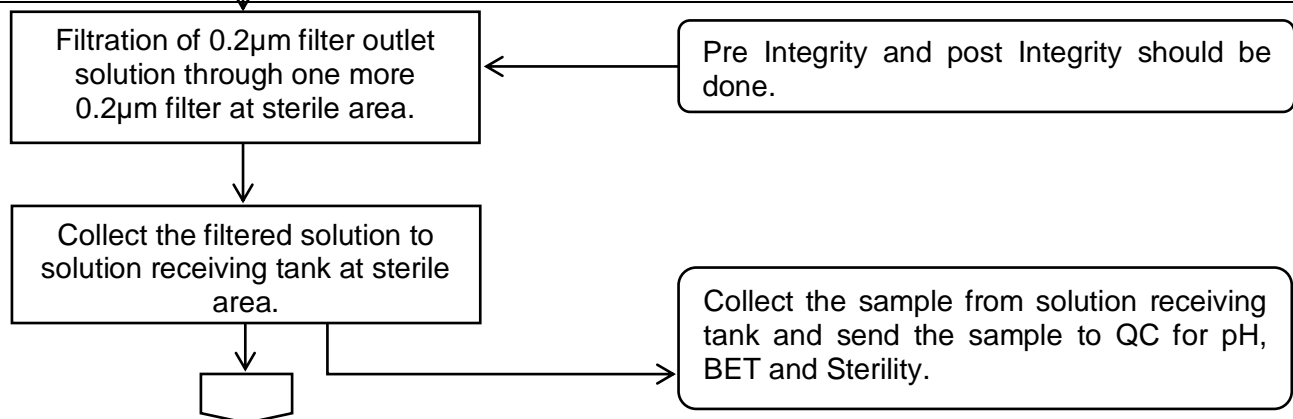 Filtration of 0.2µm filter outlet
solution through one more
0.2µm filter at sterile area.
Pre Integrity and post Integrity should be
done.
Collect the filtered solution to
solution receiving tank at sterile
area.
Collect the sample from solution receiving
tank and send the sample to QC for pH,
BET and Sterility.